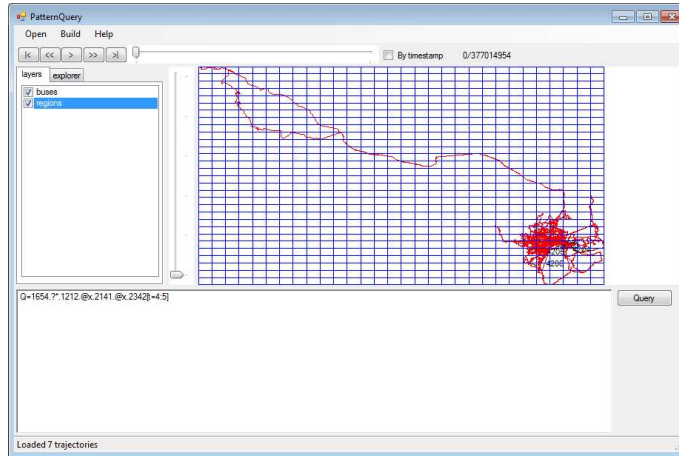 PatternQuery
Open Build Help
|< << > >> >| By timestamp 0/377014954
layers explorer
buses
regions
4206
Q=1654.?*.1212.@x.2141.@x.2342[t=4:5]
Query
Loaded 7 trajectories